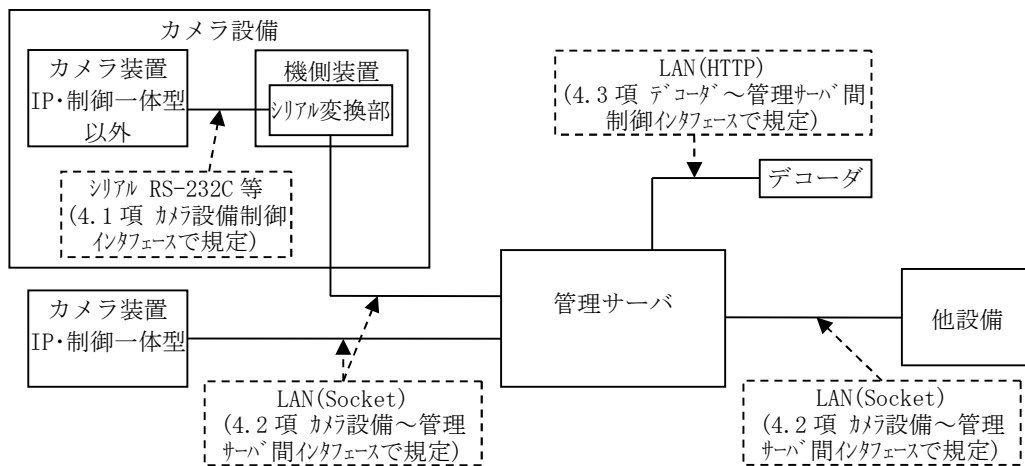 カメラ設備
カメラ装置
IP･制御一体型
以外
機側装置
ｼﾘｱﾙ変換部
ｼﾘｱﾙ RS-232C 等
(4.1 項 ｶﾒﾗ設備制御
ｲﾝﾀﾌｪｰｽで規定)
LAN(HTTP)
(4.3 項 ﾃﾞｺｰﾀﾞ～管理ｻｰﾊﾞ間
制御ｲﾝﾀﾌｪｰｽで規定)
デコーダ
カメラ装置
IP･制御一体型
管理サーバ
他設備
LAN(Socket)
(4.2 項 ｶﾒﾗ設備～管理
ｻｰﾊﾞ間ｲﾝﾀﾌｪｰｽで規定)
LAN(Socket)
(4.2 項 ｶﾒﾗ設備～管理
ｻｰﾊﾞ間ｲﾝﾀﾌｪｰｽで規定)